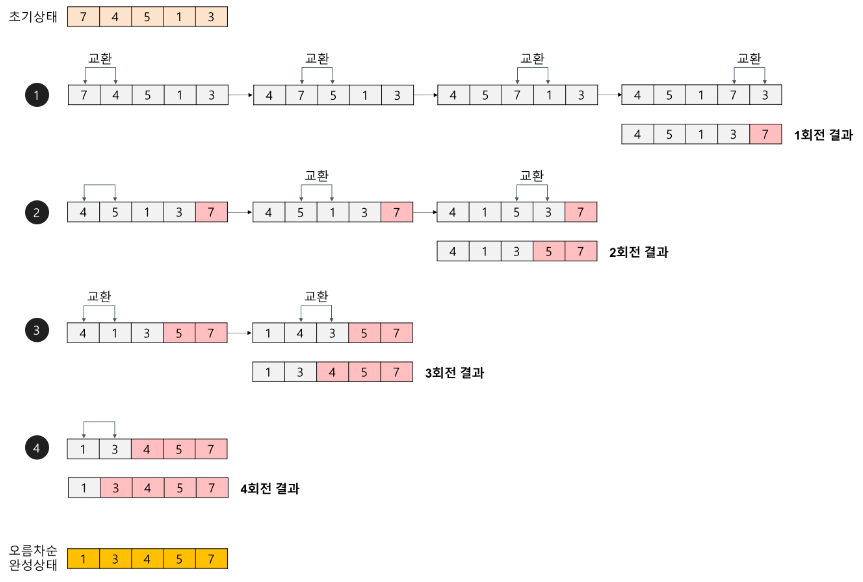 초기상태 7 4 5 1 3
교환 교환 교환 교환
1 7 4 5 1 3 4 7 5 1 3 4 5 7 1 3 4 5 1 7 3
4 5 1 3 7 1회전 결과
교환 교환
2 4 5 1 3 7 4 5 1 3 7 4 1 5 3 7
4 1 3 5 7 2회전 결과
교환 교환
3 4 1 3 5 7 1 4 3 5 7
1 3 4 5 7 3회전 결과
4 1 3 4 5 7
1 3 4 5 7 4회전 결과
오름차순
완성상태 1 3 4 5 7